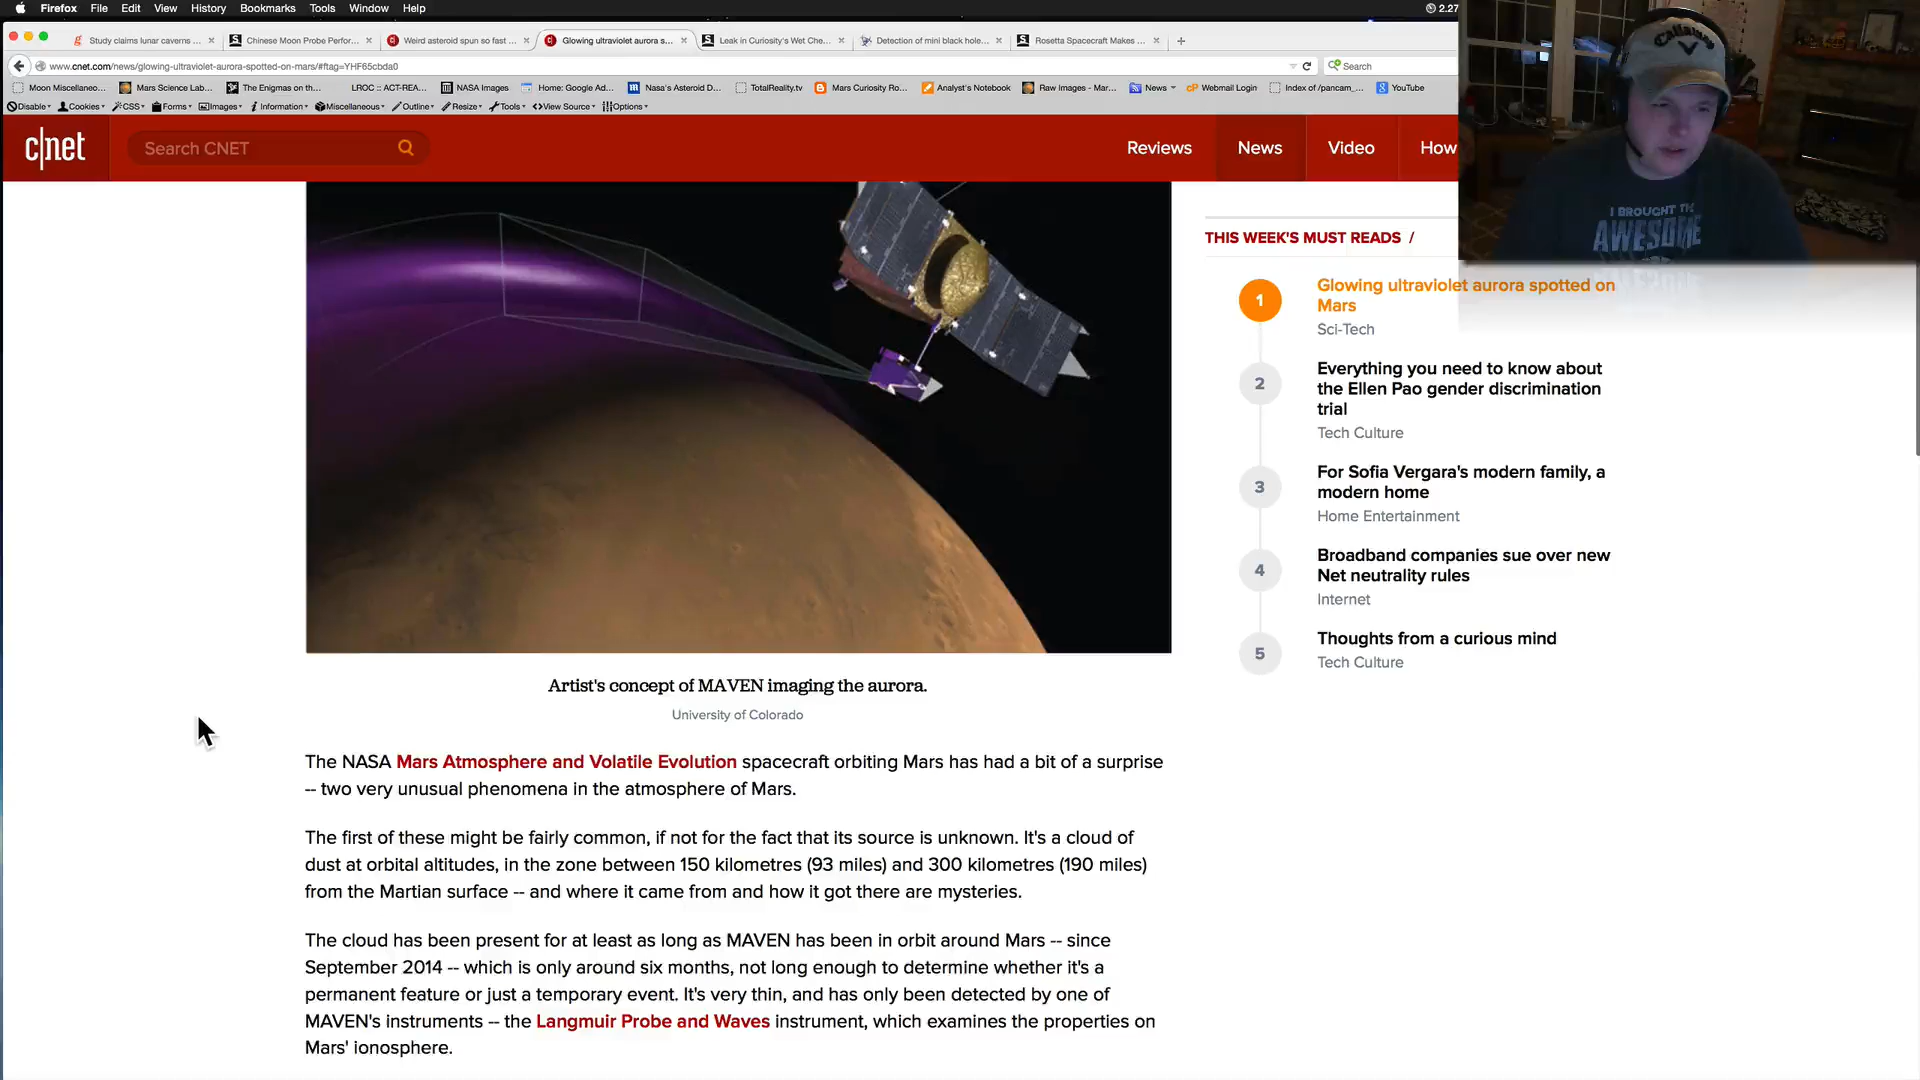 Firefox File Edit View History Bookmarks Tools Window Help 2.27
Study claims lunar caverns ... Chinese Moon Probe Perfor... Weird asteroid spun so fast ... Glowing ultraviolet aurora s... Leak in Curiosity's Wet Che... Detection of mini black hole... Rosetta Spacecraft Makes ...
www.cnet.com/news/glowing-ultraviolet-aurora-spotted-on-mars/#ftag=YHF65cbda0 Search
Moon Miscellaneo... Mars Science Lab... The Enigmas on th... LROC :: ACT-REA... NASA Images Home: Google Ad... Nasa's Asteroid D... TotalReality.tv Mars Curiosity Ro... Analyst's Notebook Raw Images - Mar... News Webmail Login Index of /pancam_... YouTube
Disable Cookies CSS Forms Images Information Miscellaneous Outline Resize Tools View Source Options
c|net Search CNET Reviews News Video How
I BROUGHT TH
AWESOME
THIS WEEK'S MUST READS /
1 Glowing ultraviolet aurora spotted on
Mars
Sci-Tech
2 Everything you need to know about
the Ellen Pao gender discrimination
trial
Tech Culture
3 For Sofia Vergara's modern family, a
modern home
Home Entertainment
4 Broadband companies sue over new
Net neutrality rules
Internet
5 Thoughts from a curious mind
Tech Culture
Artist's concept of MAVEN imaging the aurora.
University of Colorado
The NASA Mars Atmosphere and Volatile Evolution spacecraft orbiting Mars has had a bit of a surprise
-- two very unusual phenomena in the atmosphere of Mars.
The first of these might be fairly common, if not for the fact that its source is unknown. It's a cloud of
dust at orbital altitudes, in the zone between 150 kilometres (93 miles) and 300 kilometres (190 miles)
from the Martian surface -- and where it came from and how it got there are mysteries.
The cloud has been present for at least as long as MAVEN has been in orbit around Mars -- since
September 2014 -- which is only around six months, not long enough to determine whether it's a
permanent feature or just a temporary event. It's very thin, and has only been detected by one of
MAVEN's instruments -- the Langmuir Probe and Waves instrument, which examines the properties on
Mars' ionosphere.